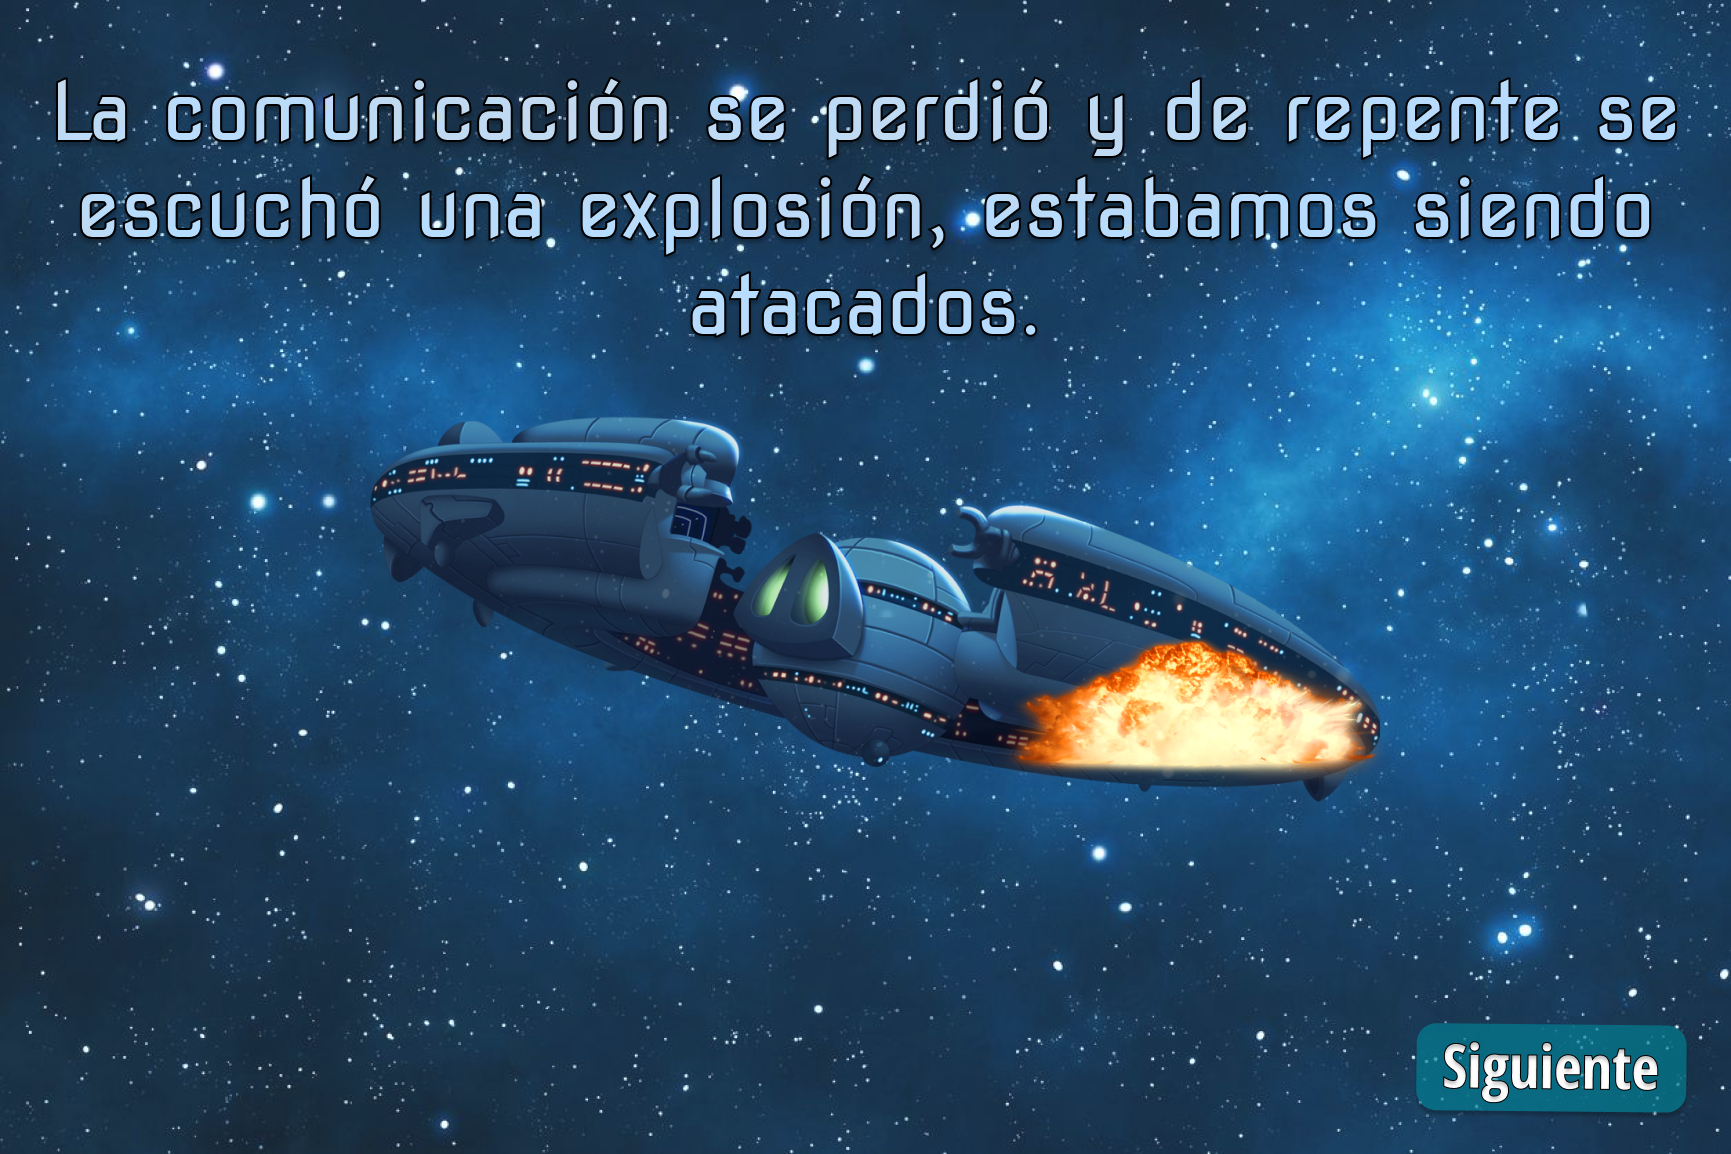 La comunicación se perdió y de repente se
escuchó una explosión, estabamos siendo
atacados.
Siguiente